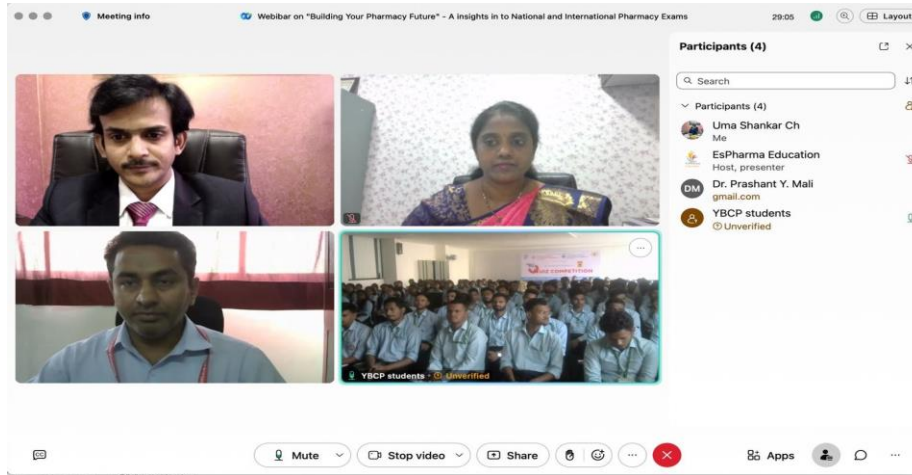 Meeting info
Webibar on "Building Your Pharmacy Future" - A insights in to National and International Pharmacy Exams
29:05
Layout
Participants (4)
Search
Participants (4)
Uma Shankar Ch
Me
EsPharma Education
Host, presenter
DM
Dr. Prashant Y. Mali
gmail.com
YBCP students
Unverified
COMPETITION
YBCP students
Unverified
CC
Mute
Stop video
Share
Apps